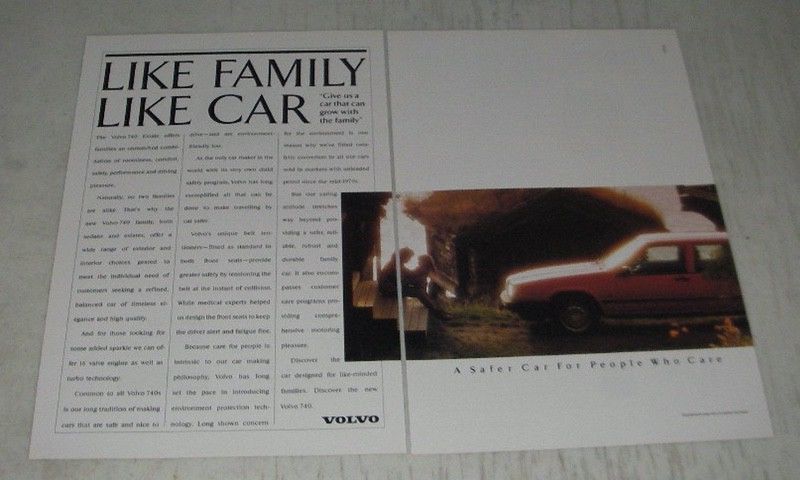 LIKE FAMILY
LIKE CAR
"Give us a
car that can
grow with
the family"
The Volvo 740 Estate offers
families an unmatched combi-
nation of roominess, comfort,
safety, performance and driving
pleasure.
Naturally, no two families
are alike. That's why the
new Volvo 740 family, both
sedans and estates, offer a
wide range of exterior and
interior choices geared to
meet the individual need of
customers seeking a refined,
balanced car of timeless el-
egance and high quality.
And for those looking for
some added sparkle we can of-
fer 16 valve engine as well as
turbo technology.
Common to all Volvo 740s
is our long tradition of making
cars that are safe and nice to
drive—and are environment-
friendly too.
As the only car maker in the
world with its very own child
safety program, Volvo has long
exemplified all that can be
done to make travelling by
car safer.
Volvo's unique belt ten-
sioners—fitted as standard in
both front seats—provide
greater safety by tensioning the
belt at the instant of collision.
While medical experts helped
us design the front seats to keep
the driver alert and fatigue free.
Because care for people is
intrinsic to our car making
philosophy, Volvo has long
set the pace in introducing
environment protection tech-
nology. Long shown concern
for the environment is one
reason why we've fitted cata-
lytic converters to all our cars
sold in markets with unleaded
petrol since the mid-1970s.
But our caring
attitude stretches
way beyond pro-
viding a safer, reli-
able, robust and
durable family
car. It also encom-
passes customer
care programs pro-
viding compre-
hensive motoring
pleasure.
Discover the
car designed for like-minded
families. Discover the new
Volvo 740.
VOLVO
A Safer Car For People Who Care